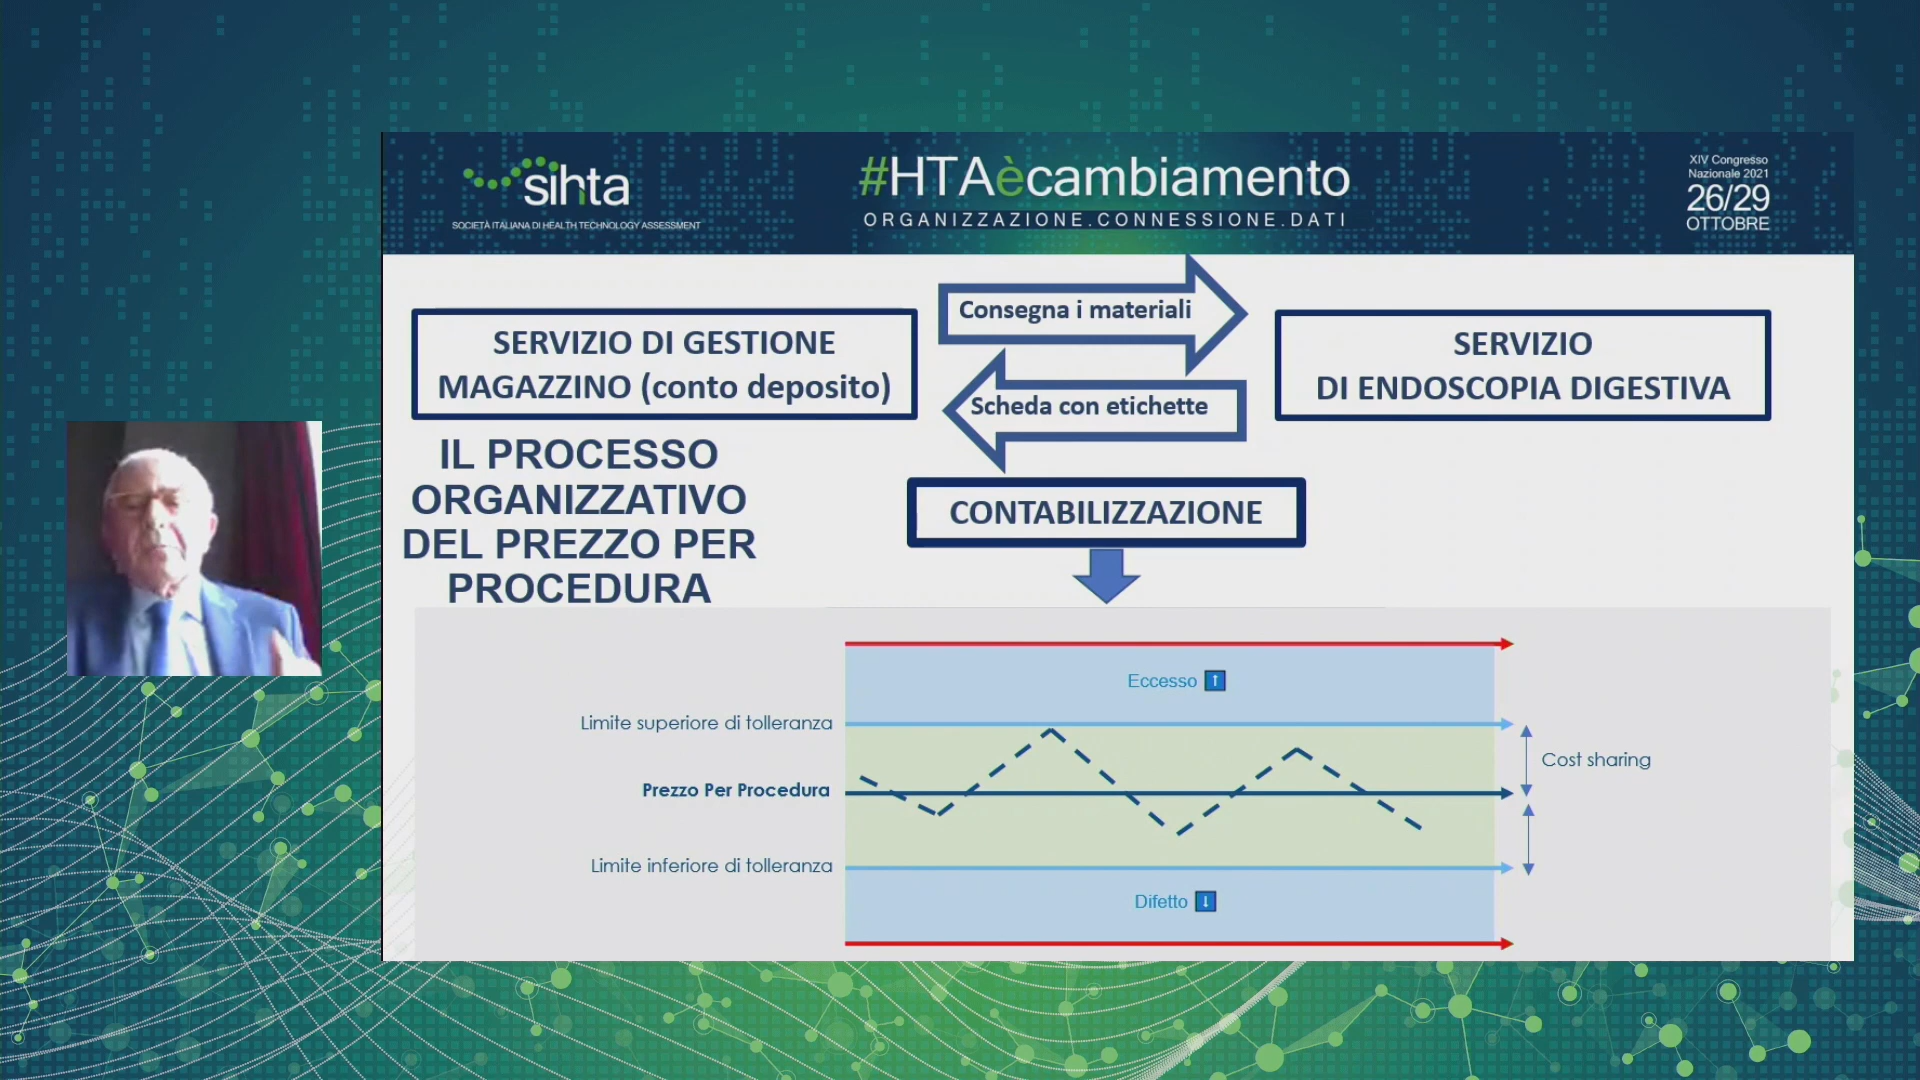 sihta
SOCIETÀ ITALIANA DI HEALTH TECHNOLOGY ASSESSMENT
#HTAècambiamento
ORGANIZZAZIONE.CONNESSIONE.DATI
XIV Congresso
Nazionale 2021
26/29
OTTOBRE
SERVIZIO DI GESTIONE
MAGAZZINO (conto deposito)
Consegna i materiali
Scheda con etichette
SERVIZIO
DI ENDOSCOPIA DIGESTIVA
IL PROCESSO
ORGANIZZATIVO
DEL PREZZO PER
PROCEDURA
CONTABILIZZAZIONE
Eccesso ↑
Limite superiore di tolleranza
Cost sharing
Prezzo Per Procedura
Limite inferiore di tolleranza
Difetto ↓